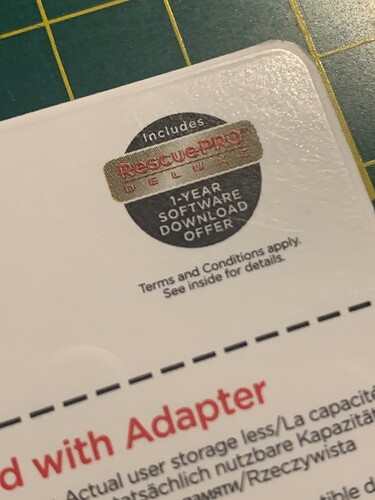 Includes
RescuePRO®
DELUXE
1-YEAR
SOFTWARE
DOWNLOAD
OFFER
Terms and Conditions apply.
See inside for details.
d with Adapter
Actual user storage less/La capacité
tatsächlich nutzbare Kapazität
памяти/Rzeczywista